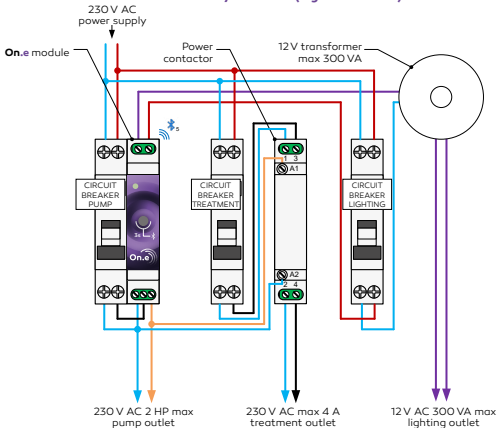 230 V AC
power supply
On.e module
Power
contactor
12 V transformer
max 300 VA
5
1 3
A1
CIRCUIT
BREAKER
PUMP
CIRCUIT
BREAKER
TREATMENT
CIRCUIT
BREAKER
LIGHTING
On.e
A2
2 4
230 V AC 2 HP max
pump outlet
230 V AC max 4 A
treatment outlet
12 V AC 300 VA max
lighting outlet